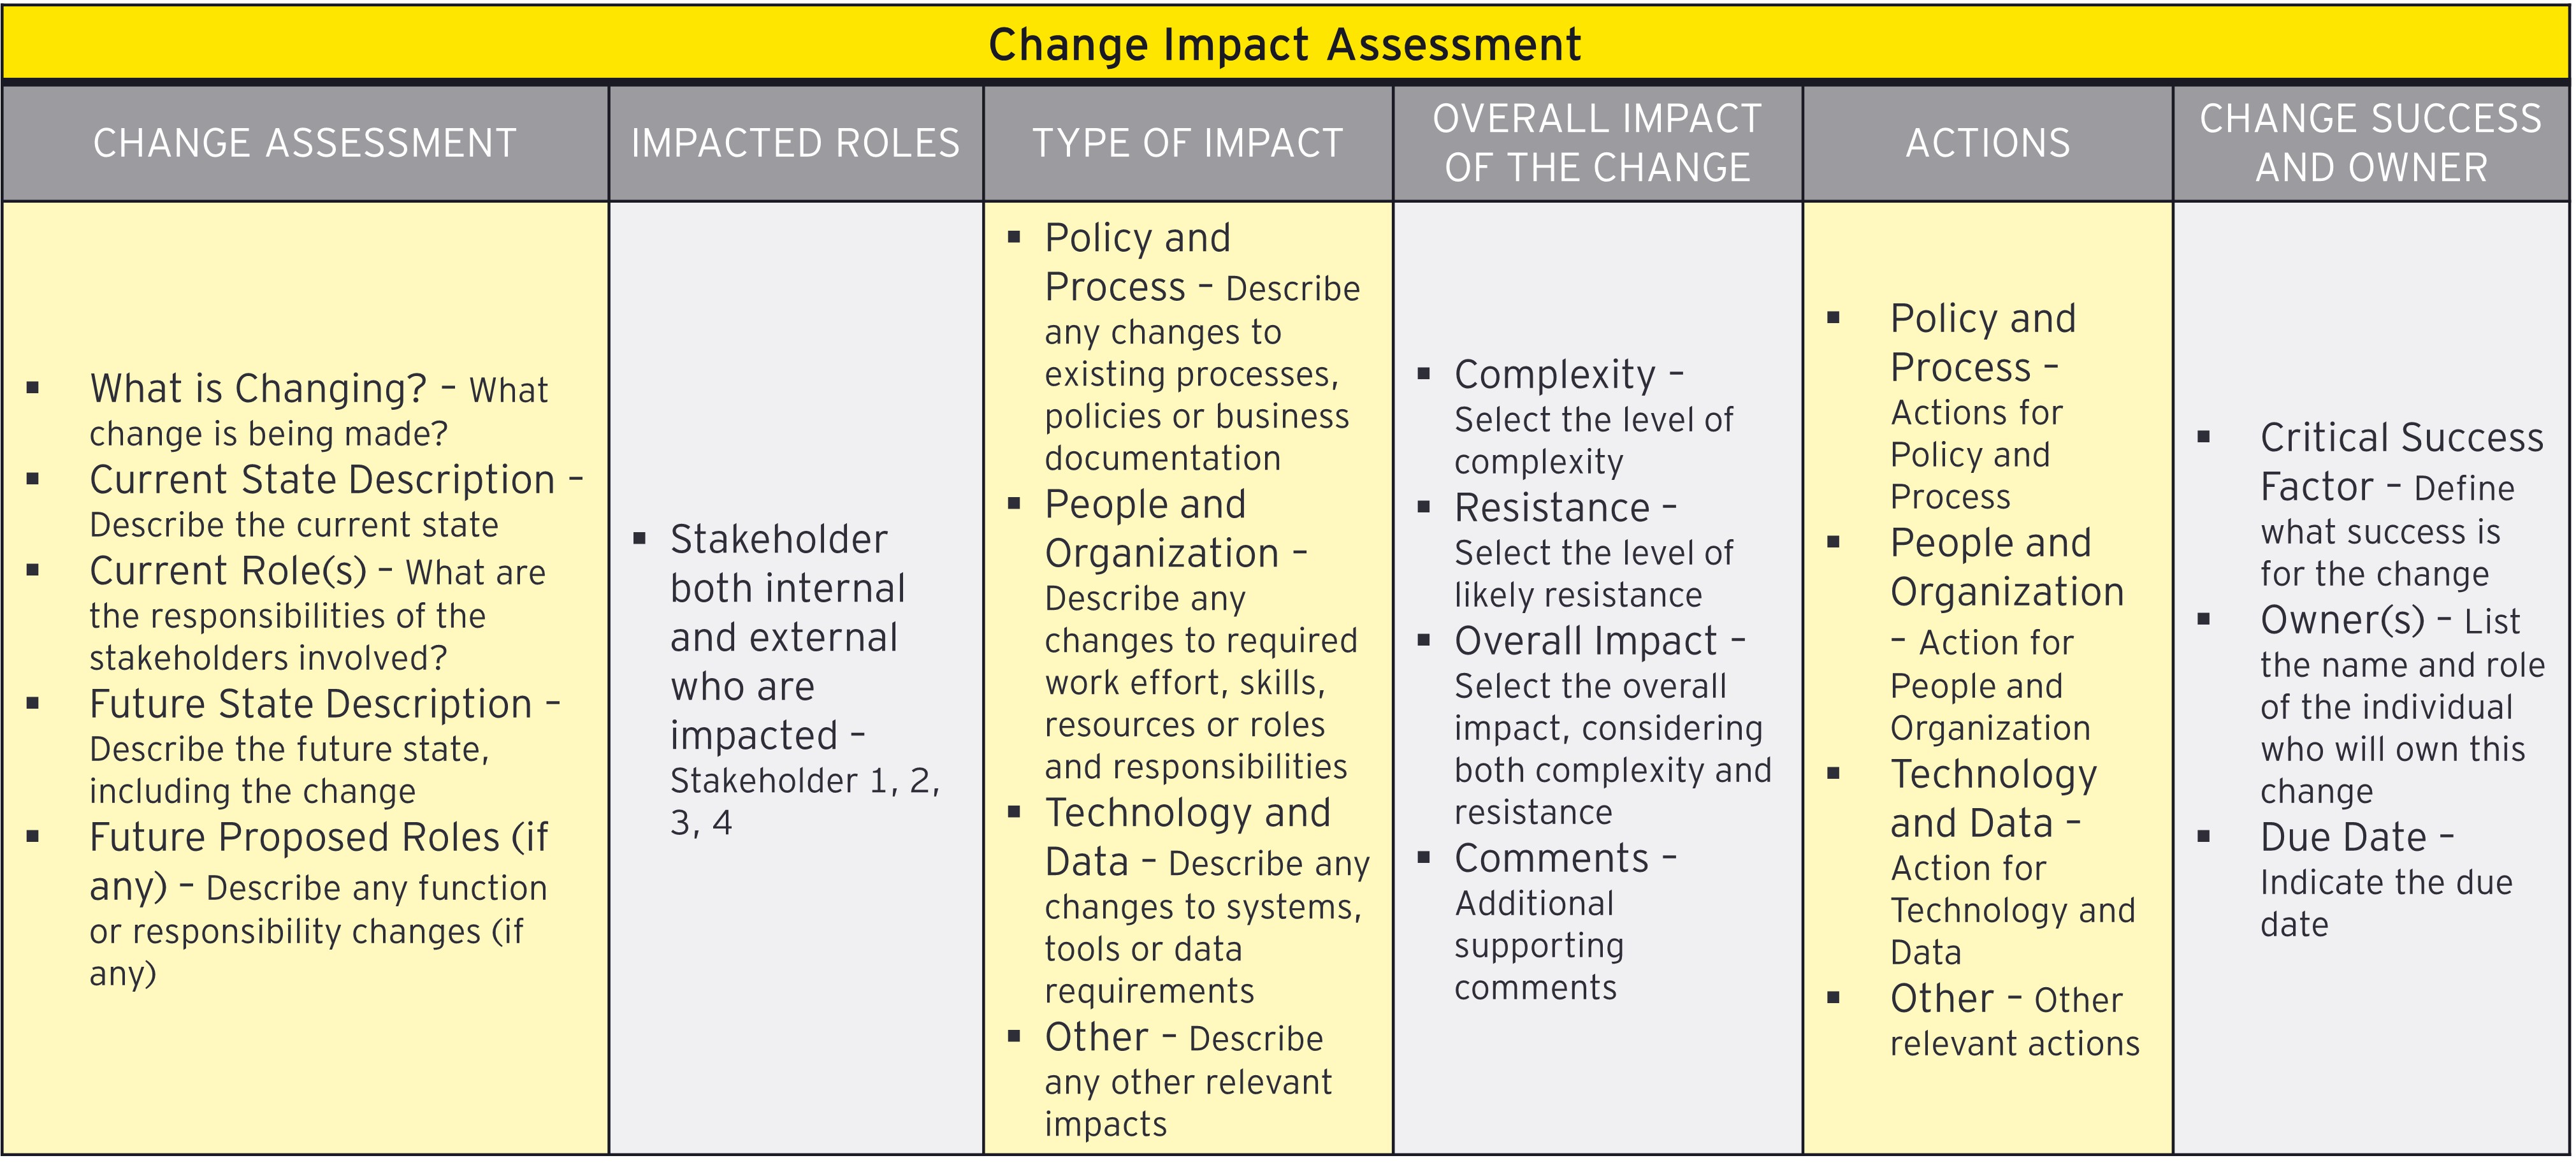 Change Impact Assessment
CHANGE ASSESSMENT
IMPACTED ROLES
TYPE OF IMPACT
OVERALL IMPACT
OF THE CHANGE
ACTIONS
CHANGE SUCCESS
AND OWNER
▪ What is Changing? – What
change is being made?
▪ Current State Description –
Describe the current state
▪ Current Role(s) – What are
the responsibilities of the
stakeholders involved?
▪ Future State Description –
Describe the future state,
including the change
▪ Future Proposed Roles (if
any) – Describe any function
or responsibility changes (if
any)
▪ Stakeholder
both internal
and external
who are
impacted –
Stakeholder 1, 2,
3, 4
▪ Policy and
Process – Describe
any changes to
existing processes,
policies or business
documentation
▪ People and
Organization –
Describe any
changes to required
work effort, skills,
resources or roles
and responsibilities
▪ Technology and
Data – Describe any
changes to systems,
tools or data
requirements
▪ Other – Describe
any other relevant
impacts
▪ Complexity –
Select the level of
complexity
▪ Resistance –
Select the level of
likely resistance
▪ Overall Impact –
Select the overall
impact, considering
both complexity and
resistance
▪ Comments –
Additional
supporting
comments
▪ Policy and
Process –
Actions for
Policy and
Process
▪ People and
Organization
– Action for
People and
Organization
▪ Technology
and Data –
Action for
Technology and
Data
▪ Other – Other
relevant actions
▪ Critical Success
Factor – Define
what success is
for the change
▪ Owner(s) – List
the name and role
of the individual
who will own this
change
▪ Due Date –
Indicate the due
date